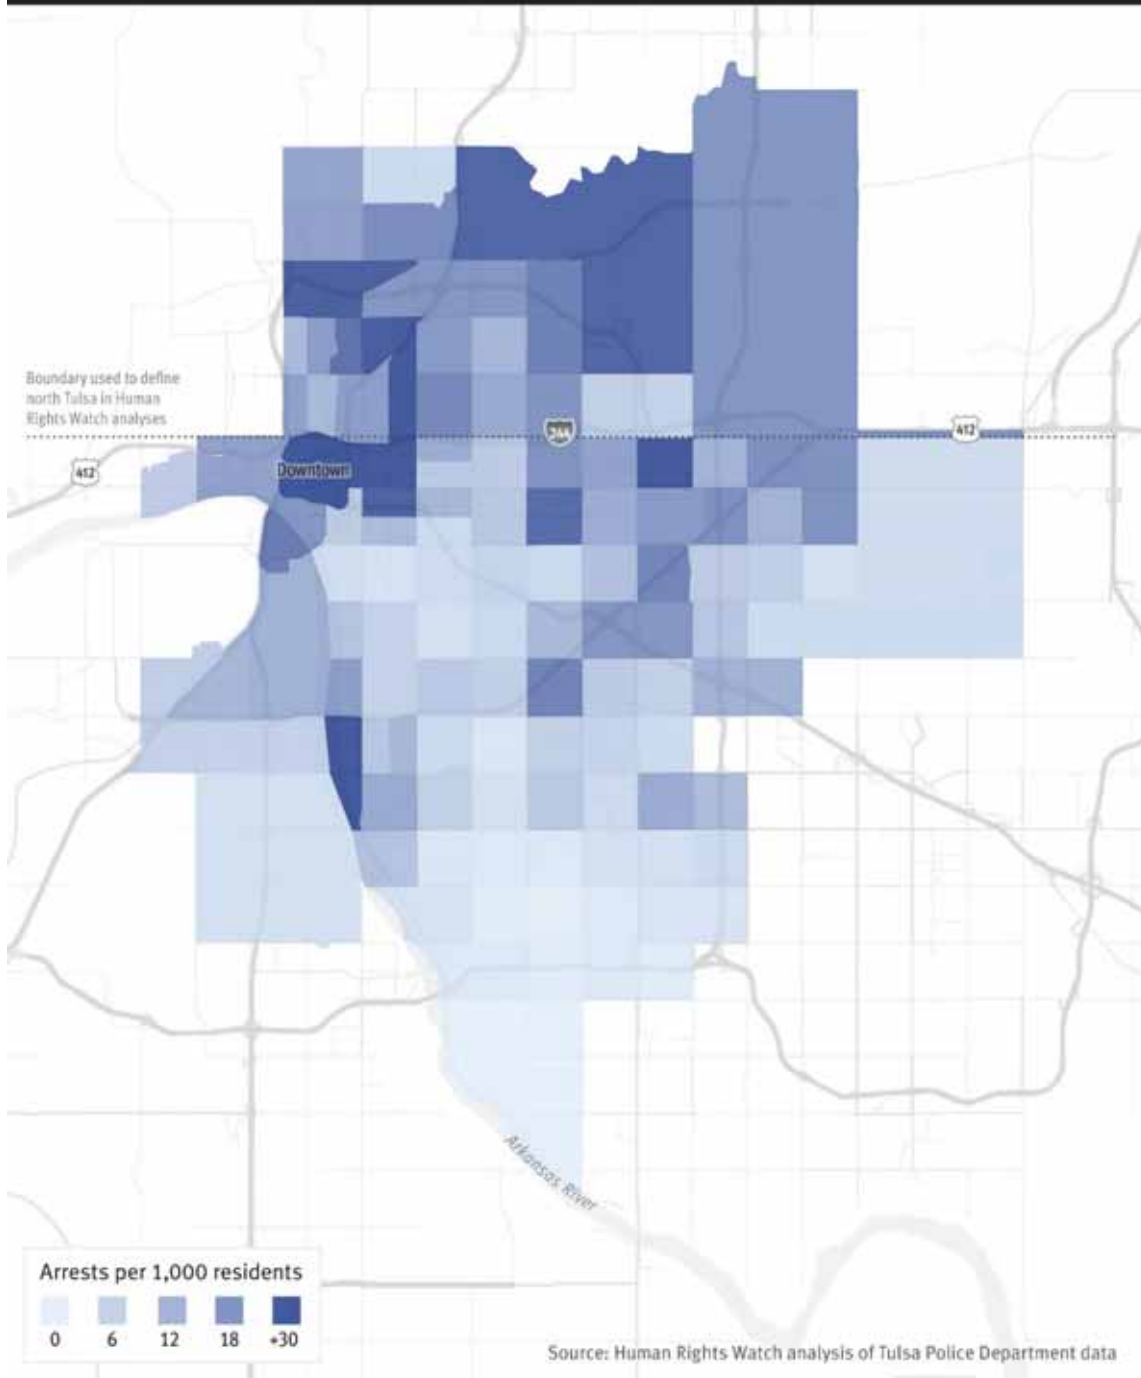 Boundary used to define
north Tulsa in Human
Rights Watch analyses
412
244
412
Downtown
Arkansas River
Arrests per 1,000 residents
0 6 12 18 +30
Source: Human Rights Watch analysis of Tulsa Police Department data